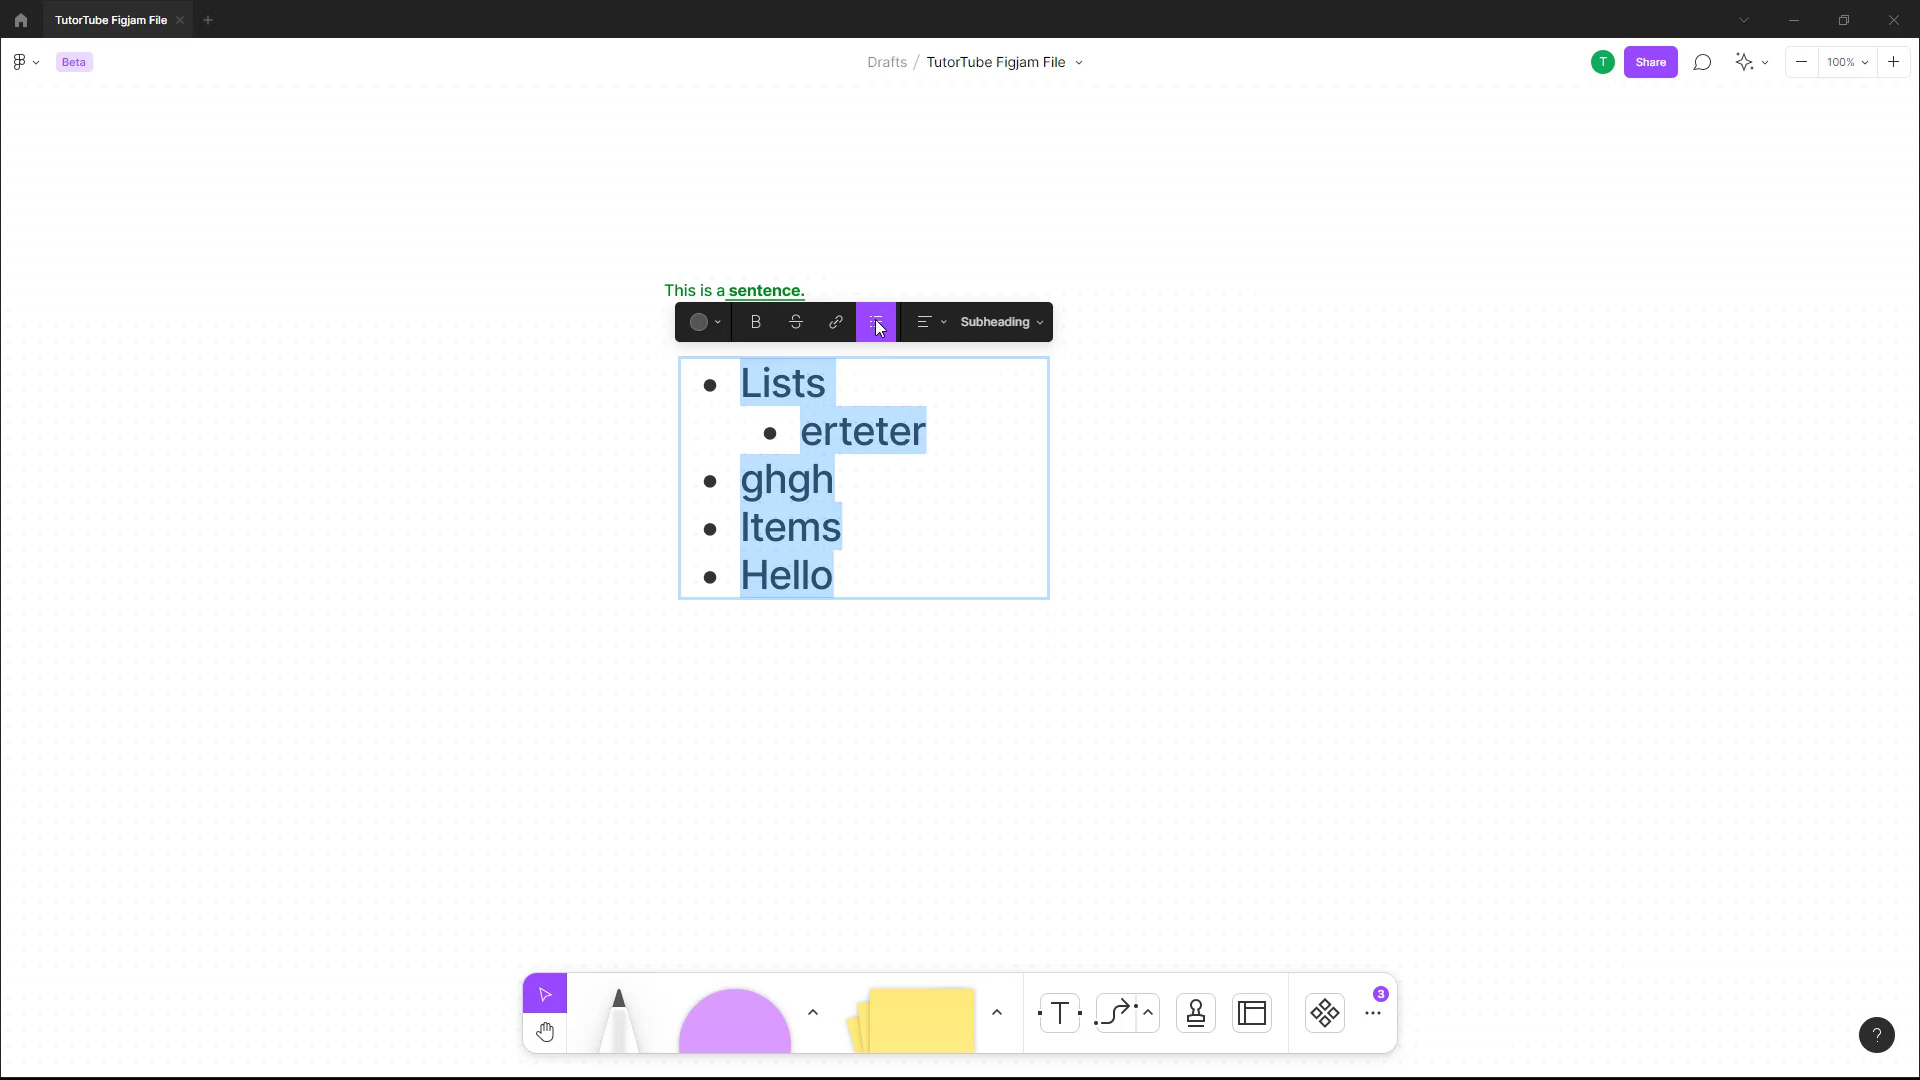 TutorTube Figjam File
Beta
Drafts / TutorTube Figjam File
T
Share
100%
This is a sentence.
B
S
Subheading
• Lists
• erteter
• ghgh
• Items
• Hello
T
3
?